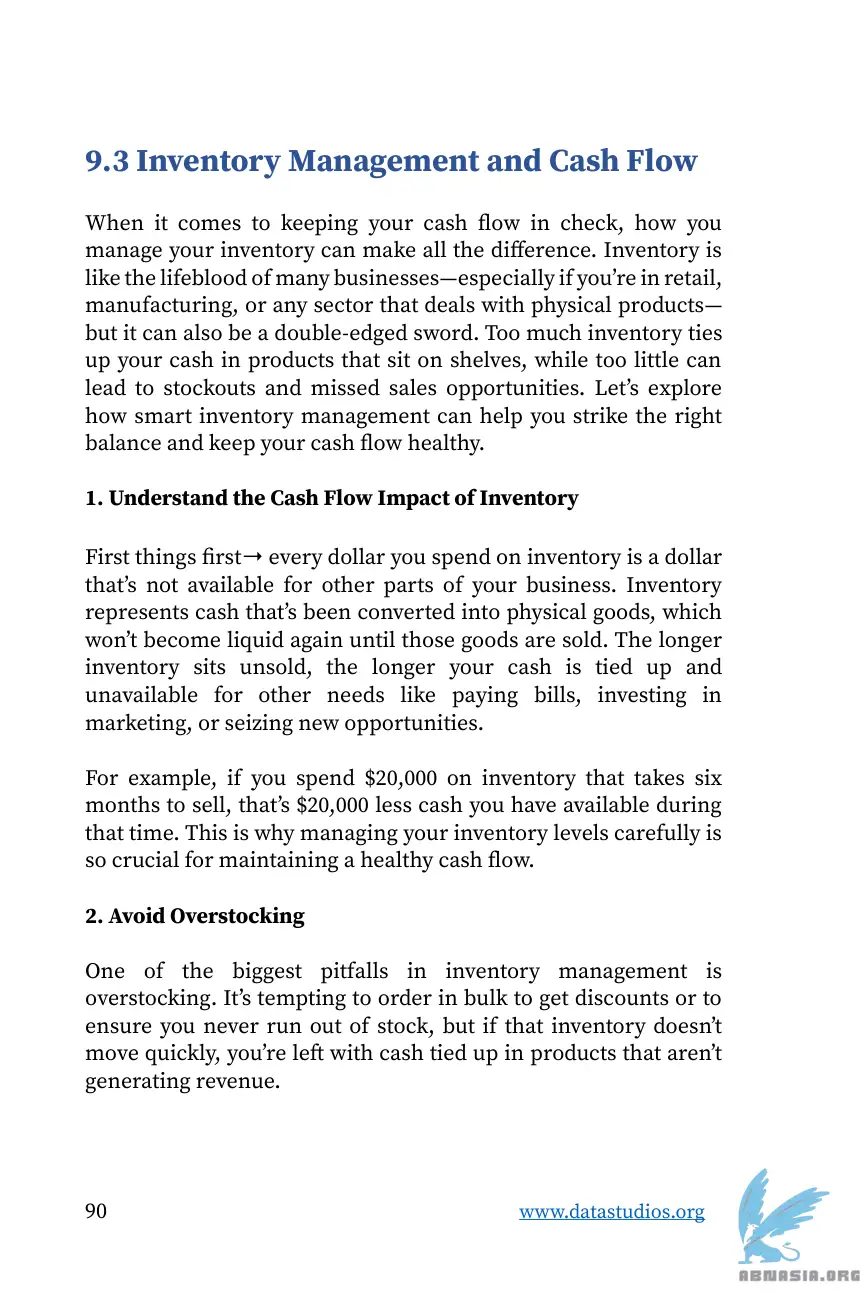 9.3 Inventory Management and Cash Flow
When it comes to keeping your cash flow in check, how you
manage your inventory can make all the difference. Inventory is
like the lifeblood of many businesses—especially if you’re in retail,
manufacturing, or any sector that deals with physical products—
but it can also be a double-edged sword. Too much inventory ties
up your cash in products that sit on shelves, while too little can
lead to stockouts and missed sales opportunities. Let’s explore
how smart inventory management can help you strike the right
balance and keep your cash flow healthy.
1. Understand the Cash Flow Impact of Inventory
First things first→ every dollar you spend on inventory is a dollar
that’s not available for other parts of your business. Inventory
represents cash that’s been converted into physical goods, which
won’t become liquid again until those goods are sold. The longer
inventory sits unsold, the longer your cash is tied up and
unavailable for other needs like paying bills, investing in
marketing, or seizing new opportunities.
For example, if you spend $20,000 on inventory that takes six
months to sell, that’s $20,000 less cash you have available during
that time. This is why managing your inventory levels carefully is
so crucial for maintaining a healthy cash flow.
2. Avoid Overstocking
One of the biggest pitfalls in inventory management is
overstocking. It’s tempting to order in bulk to get discounts or to
ensure you never run out of stock, but if that inventory doesn’t
move quickly, you’re left with cash tied up in products that aren’t
generating revenue.
90
www.datastudios.org
ABNASIA.ORG